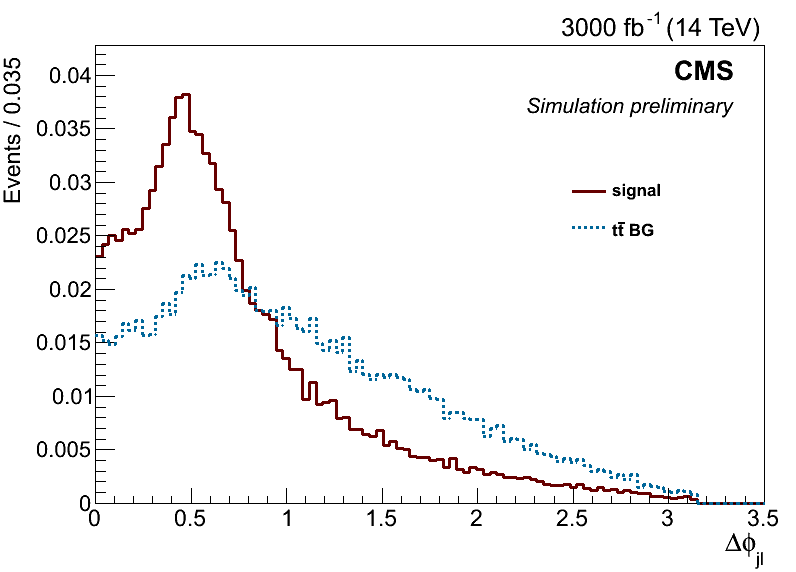 3000 fb⁻¹ (14 TeV)
CMS
Simulation preliminary
signal
tt̄ BG
Events / 0.035
0.04
0.035
0.03
0.025
0.02
0.015
0.01
0.005
0
0 0.5 1 1.5 2 2.5 3 3.5
Δϕ_jl